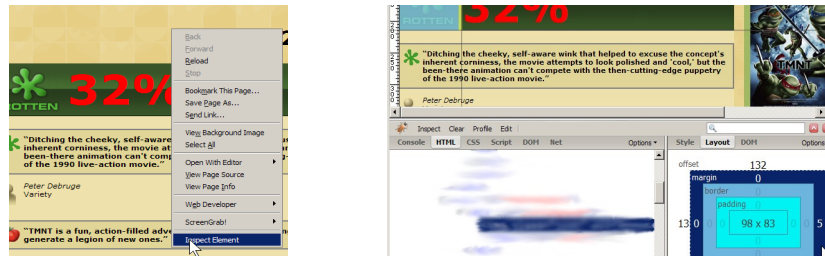 Back
Forward
Reload
Stop
Bookmark This Page...
Save Page As...
Send Link...
View Background Image
Select All
Open With Editor
View Page Source
View Page Info
Web Developer
ScreenGrab!
Inspect Element
ROTTEN
32%
"Ditching the cheeky, self-aware
inherent corniness, the movie at
been-there animation can't comp
of the 1990 live-action movie."
Peter Debruge
Variety
"TMNT is a fun, action-filled adve
generate a legion of new ones."
ROTTEN
32%
"Ditching the cheeky, self-aware wink that helped to excuse the concept's
inherent corniness, the movie attempts to look polished and 'cool,' but the
been-there animation can't compete with the then-cutting-edge puppetry
of the 1990 live-action movie."
Peter Debruge
TMNT
Inspect Clear Profile Edit
Console HTML CSS Script DOM Net Options
Style Layout DOM Options
offset 132
margin 0
border 0
padding 0
13 0 0 0 98 x 83 0 0 5
0